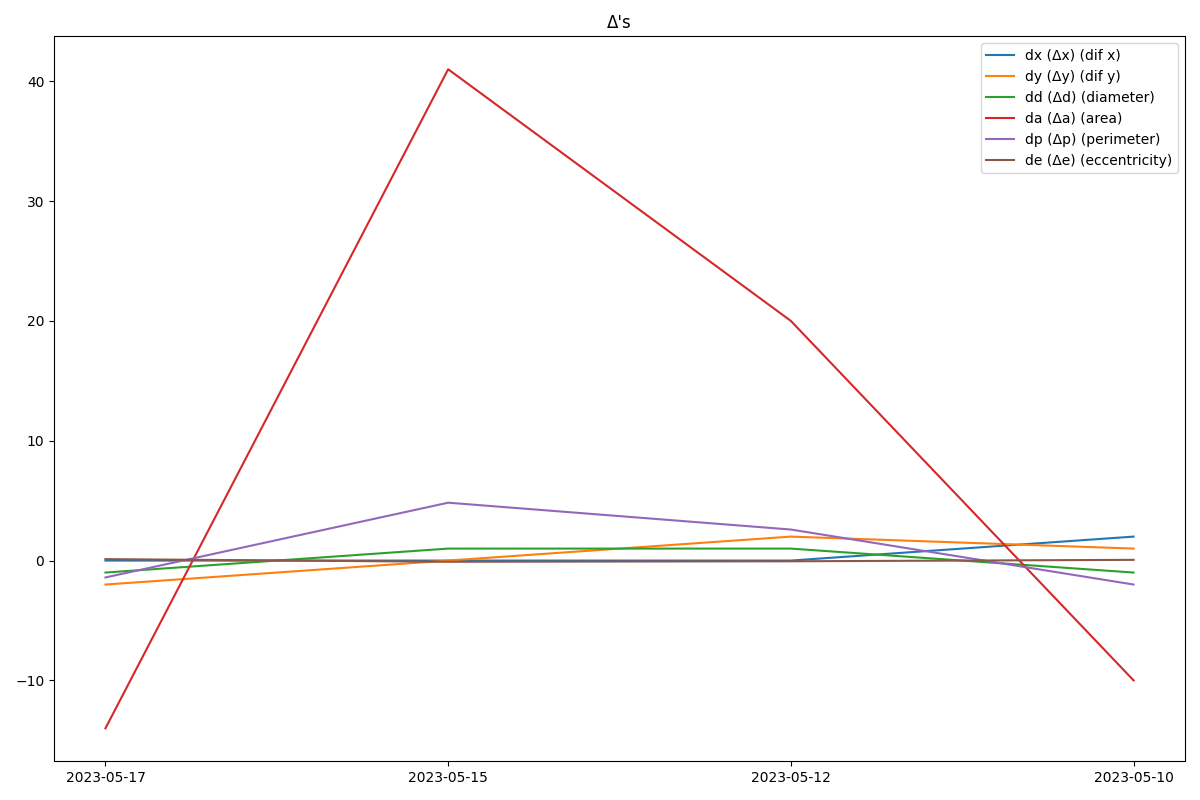 Δ's
dx (Δx) (dif x)
dy (Δy) (dif y)
dd (Δd) (diameter)
da (Δa) (area)
dp (Δp) (perimeter)
de (Δe) (eccentricity)
40
30
20
10
0
−10
2023-05-17 2023-05-15 2023-05-12 2023-05-10